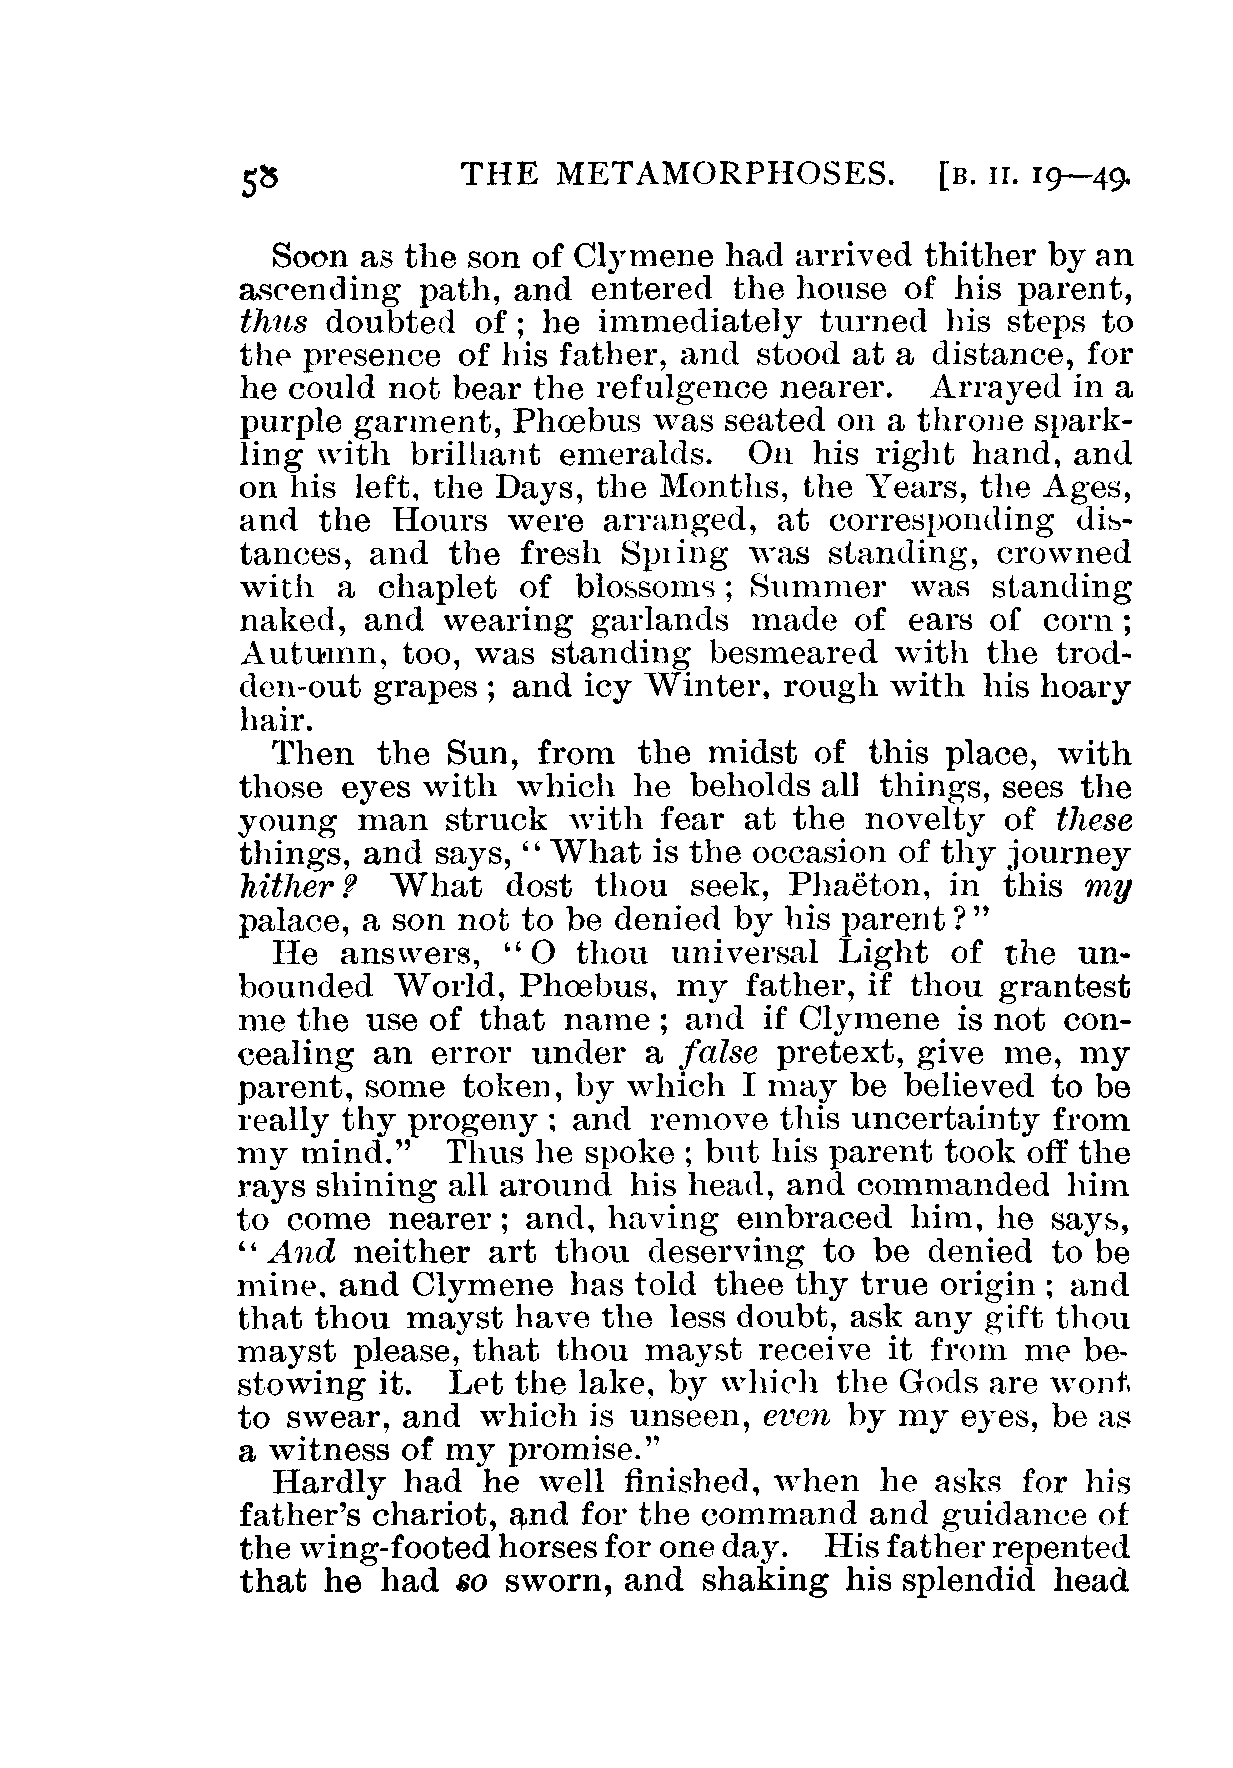 58 THE METAMORPHOSES. [B. II. 19—49.
Soon as the son of Clymene had arrived thither by an
ascending path, and entered the house of his parent,
thus doubted of; he immediately turned his steps to
the presence of his father, and stood at a distance, for
he could not bear the refulgence nearer. Arrayed in a
purple garment, Phœbus was seated on a throne spark-
ling with brilliant emeralds. On his right hand, and
on his left, the Days, the Months, the Years, the Ages,
and the Hours were arranged, at corresponding dis-
tances, and the fresh Spring was standing, crowned
with a chaplet of blossoms; Summer was standing
naked, and wearing garlands made of ears of corn;
Autumn, too, was standing besmeared with the trod-
den-out grapes; and icy Winter, rough with his hoary
hair.
Then the Sun, from the midst of this place, with
those eyes with which he beholds all things, sees the
young man struck with fear at the novelty of these
things, and says, “What is the occasion of thy journey
hither? What dost thou seek, Phaëton, in this my
palace, a son not to be denied by his parent?”
He answers, “O thou universal Light of the un-
bounded World, Phœbus, my father, if thou grantest
me the use of that name; and if Clymene is not con-
cealing an error under a false pretext, give me, my
parent, some token, by which I may be believed to be
really thy progeny; and remove this uncertainty from
my mind.” Thus he spoke; but his parent took off the
rays shining all around his head, and commanded him
to come nearer; and, having embraced him, he says,
“And neither art thou deserving to be denied to be
mine, and Clymene has told thee thy true origin; and
that thou mayst have the less doubt, ask any gift thou
mayst please, that thou mayst receive it from me be-
stowing it. Let the lake, by which the Gods are wont
to swear, and which is unseen, even by my eyes, be as
a witness of my promise.”
Hardly had he well finished, when he asks for his
father's chariot, and for the command and guidance of
the wing-footed horses for one day. His father repented
that he had so sworn, and shaking his splendid head